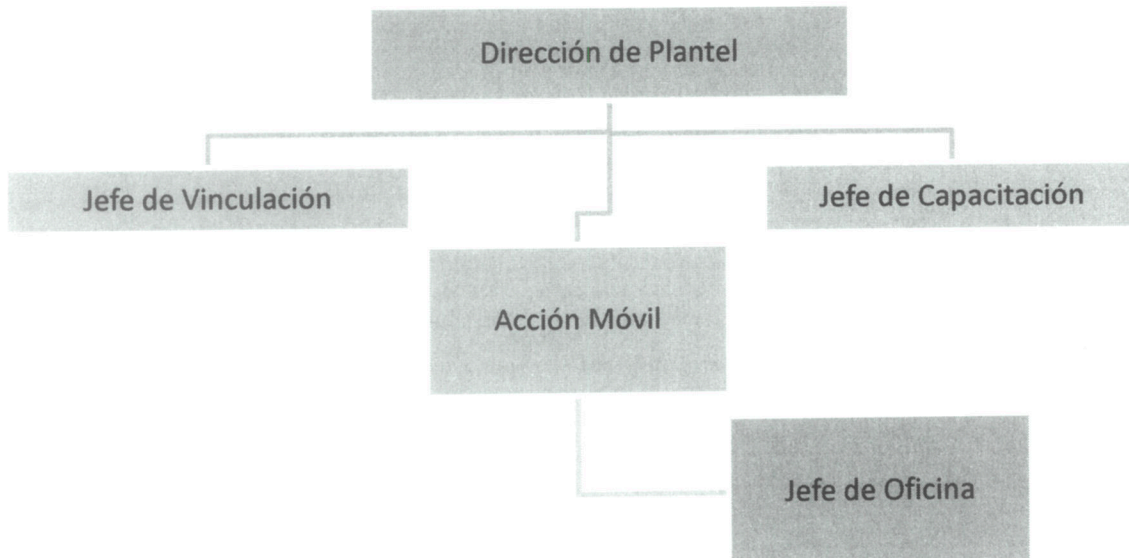 Dirección de Plantel
Jefe de Vinculación
Jefe de Capacitación
Acción Móvil
Jefe de Oficina